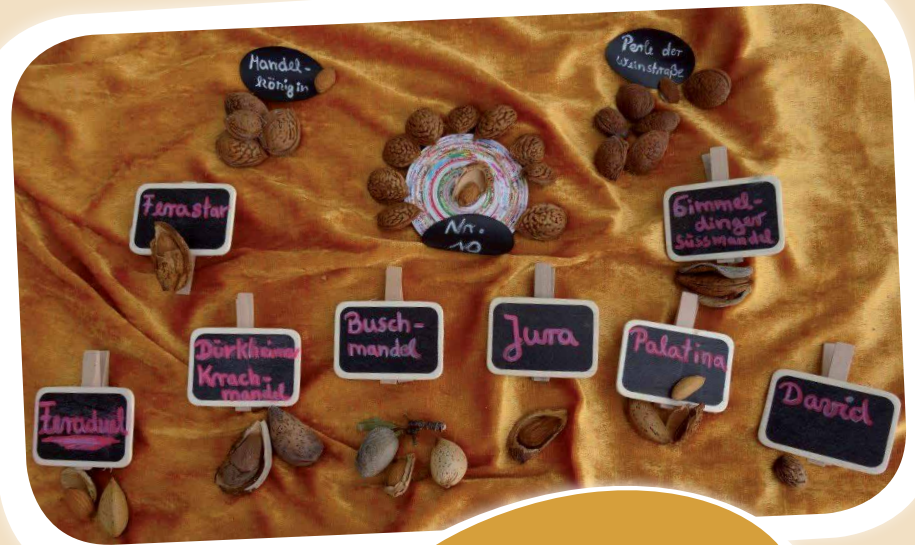 Mandel-
königin
Perle der
Weinstraße
Ferrastar
Nr.
10
Gimmel-
dinger
Süssmandel
Dürkheimer
Krach-
mandel
Busch-
mandel
Jura
Palatina
Feraduel
David